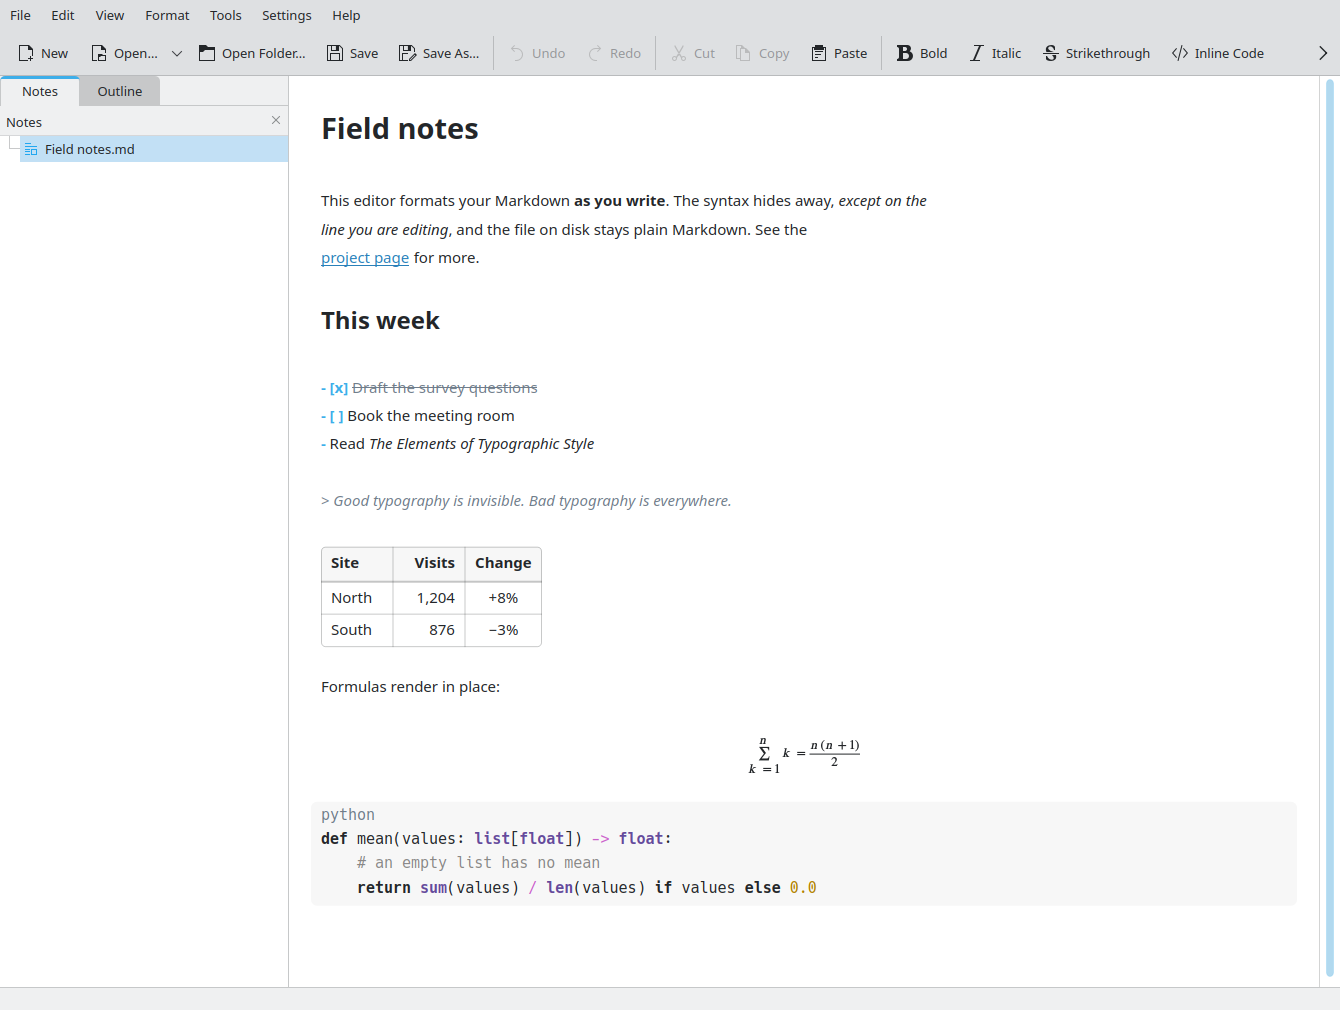 File Edit View Format Tools Settings Help
New Open... Open Folder... Save Save As... Undo Redo Cut Copy Paste Bold Italic Strikethrough Inline Code
Notes Outline
Notes
Field notes.md
Field notes
This editor formats your Markdown as you write. The syntax hides away, except on the
line you are editing, and the file on disk stays plain Markdown. See the
project page for more.
This week
- [x] Draft the survey questions
- [ ] Book the meeting room
- Read The Elements of Typographic Style
> Good typography is invisible. Bad typography is everywhere.
Site Visits Change
North 1,204 +8%
South 876 −3%
Formulas render in place:
n
∑ k = n(n+1)
k=1 2
python
def mean(values: list[float]) -> float:
    # an empty list has no mean
    return sum(values) / len(values) if values else 0.0